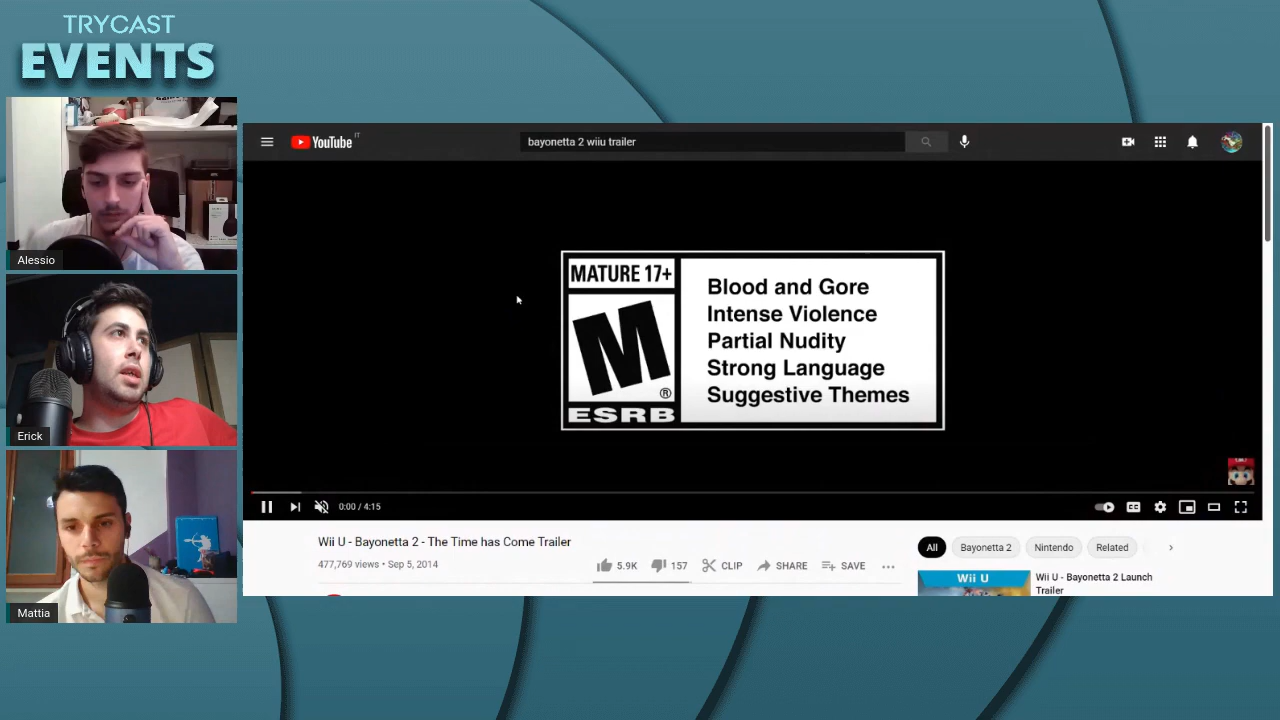 TRYCAST
EVENTS
Alessio
Erick
Mattia
YouTube IT
bayonetta 2 wiiu trailer
MATURE 17+
M
®
ESRB
Blood and Gore
Intense Violence
Partial Nudity
Strong Language
Suggestive Themes
0:00 / 4:15
CC
Wii U - Bayonetta 2 - The Time has Come Trailer
477,769 views • Sep 5, 2014
5.9K
157
CLIP
SHARE
SAVE
All
Bayonetta 2
Nintendo
Related
Wii U
Wii U - Bayonetta 2 Launch
Trailer